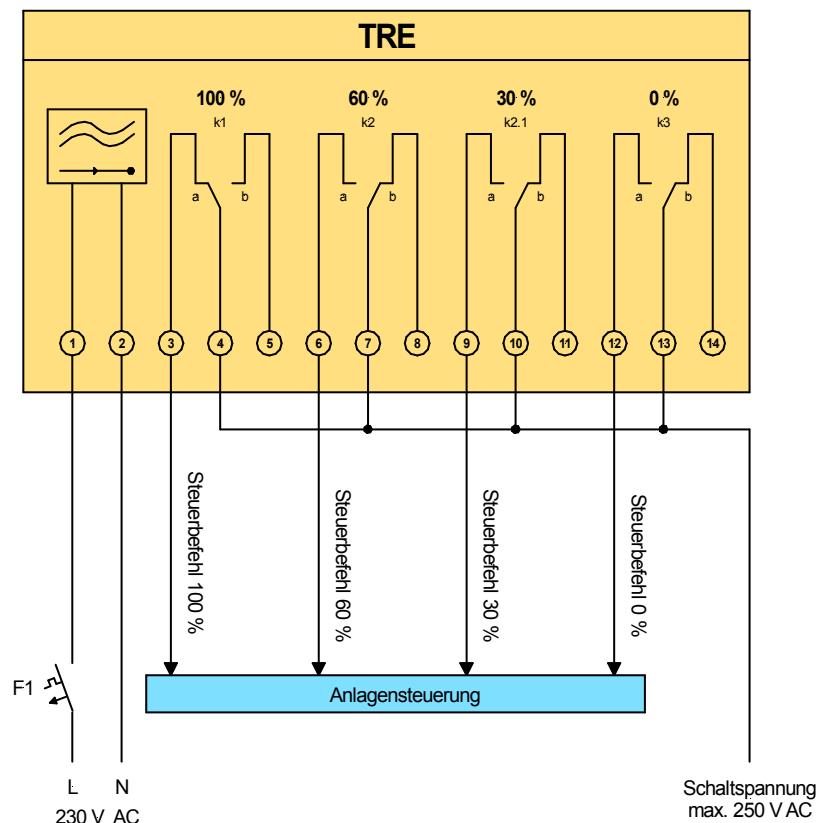 TRE
100 % 60 % 30 % 0 %
k1 k2 k2.1 k3
a b a b a b a b
1 2 3 4 5 6 7 8 9 10 11 12 13 14
Steuerbefehl 100 %
Steuerbefehl 60 %
Steuerbefehl 30 %
Steuerbefehl 0 %
F1
Anlagensteuerung
L N
230 V AC
Schaltspannung
max. 250 V AC